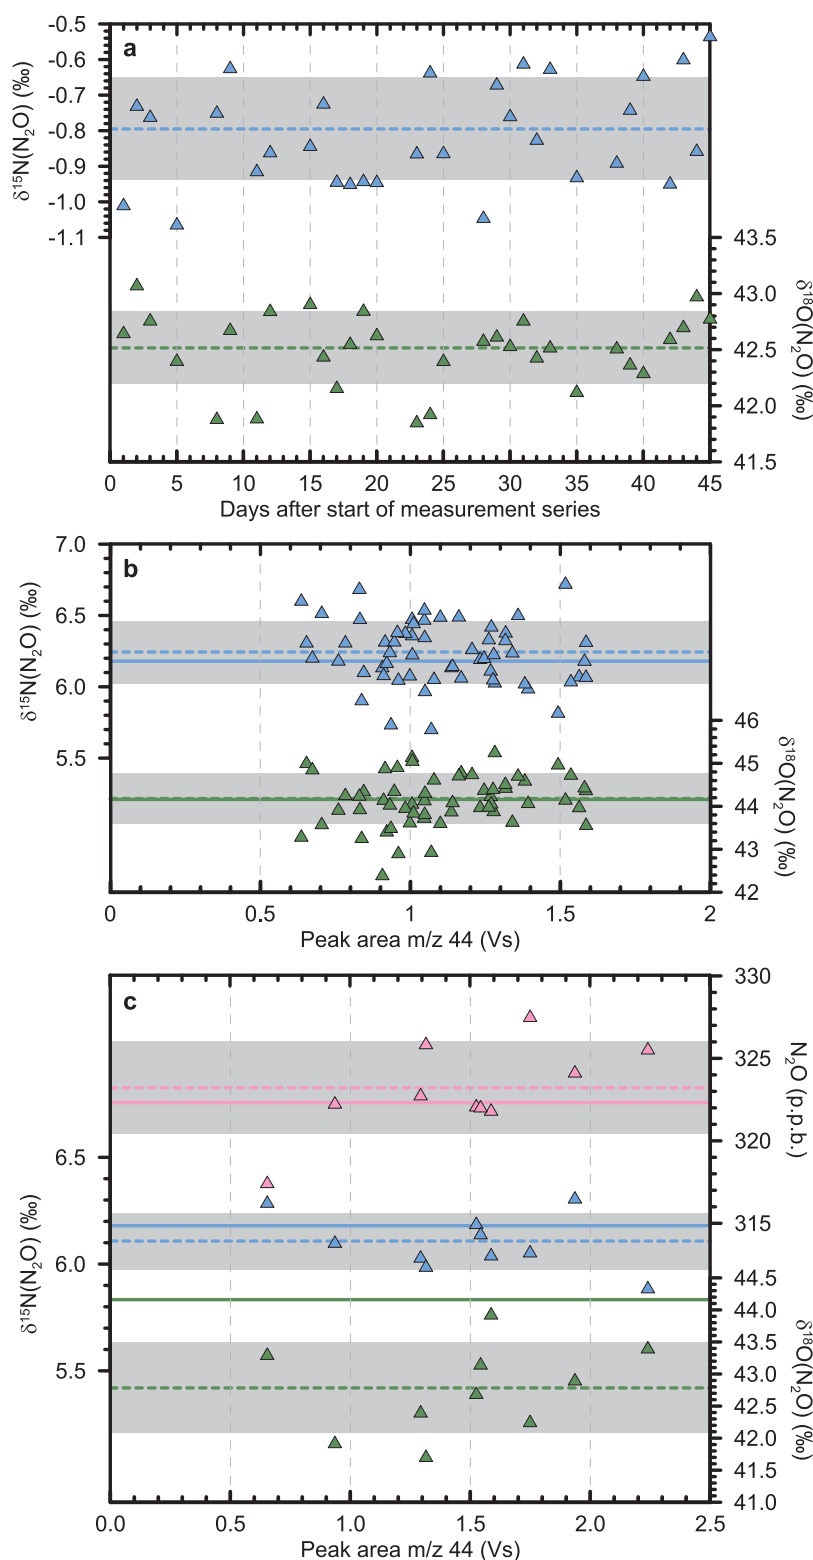 a
δ¹⁵N(N₂O) (‰)
-0.5
-0.6
-0.7
-0.8
-0.9
-1.0
-1.1
43.5
43.0
42.5
42.0
41.5
δ¹⁸O(N₂O) (‰)
0 5 10 15 20 25 30 35 40 45
Days after start of measurement series
b
δ¹⁵N(N₂O) (‰)
7.0
6.5
6.0
5.5
46
45
44
43
42
δ¹⁸O(N₂O) (‰)
0 0.5 1 1.5 2
Peak area m/z 44 (Vs)
c
330
325
320
315
N₂O (p.p.b.)
δ¹⁵N(N₂O) (‰)
6.5
6.0
5.5
44.5
44.0
43.5
43.0
42.5
42.0
41.5
41.0
δ¹⁸O(N₂O) (‰)
0.0 0.5 1.0 1.5 2.0 2.5
Peak area m/z 44 (Vs)